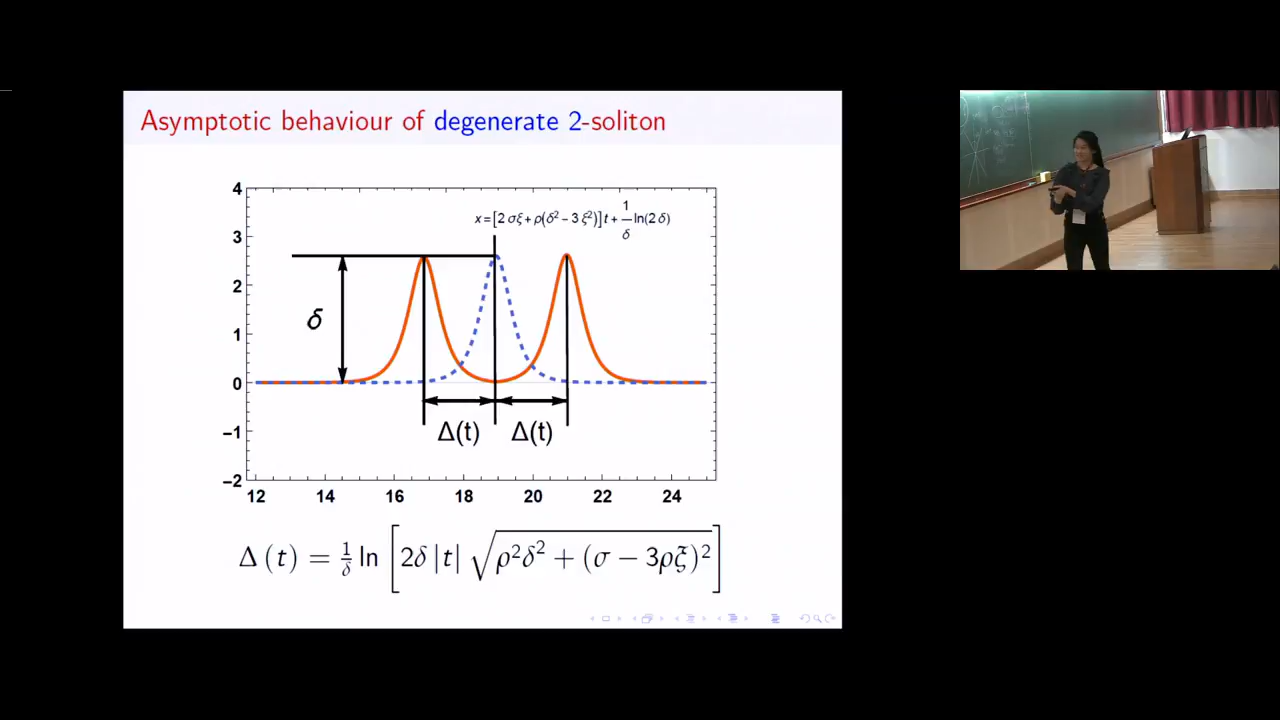 Asymptotic behaviour of degenerate 2-soliton
4
3
2
1
0
−1
−2
x=[2σξ+ρ(δ²−3ξ²)]t+1/δ ln(2δ)
δ
Δ(t) Δ(t)
12 14 16 18 20 22 24
Δ (t) = 1/δ ln [2δ |t| √(ρ²δ² + (σ − 3ρξ)²)]